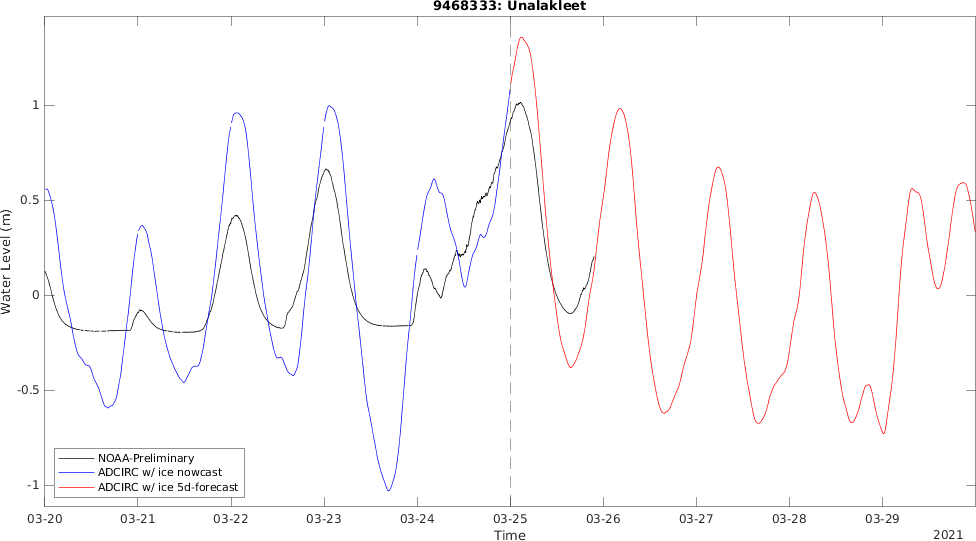 9468333: Unalakleet
Water Level (m)
1
0.5
0
-0.5
-1
NOAA-Preliminary
ADCIRC w/ ice nowcast
ADCIRC w/ ice 5d-forecast
03-20 03-21 03-22 03-23 03-24 03-25 03-26 03-27 03-28 03-29
Time
2021